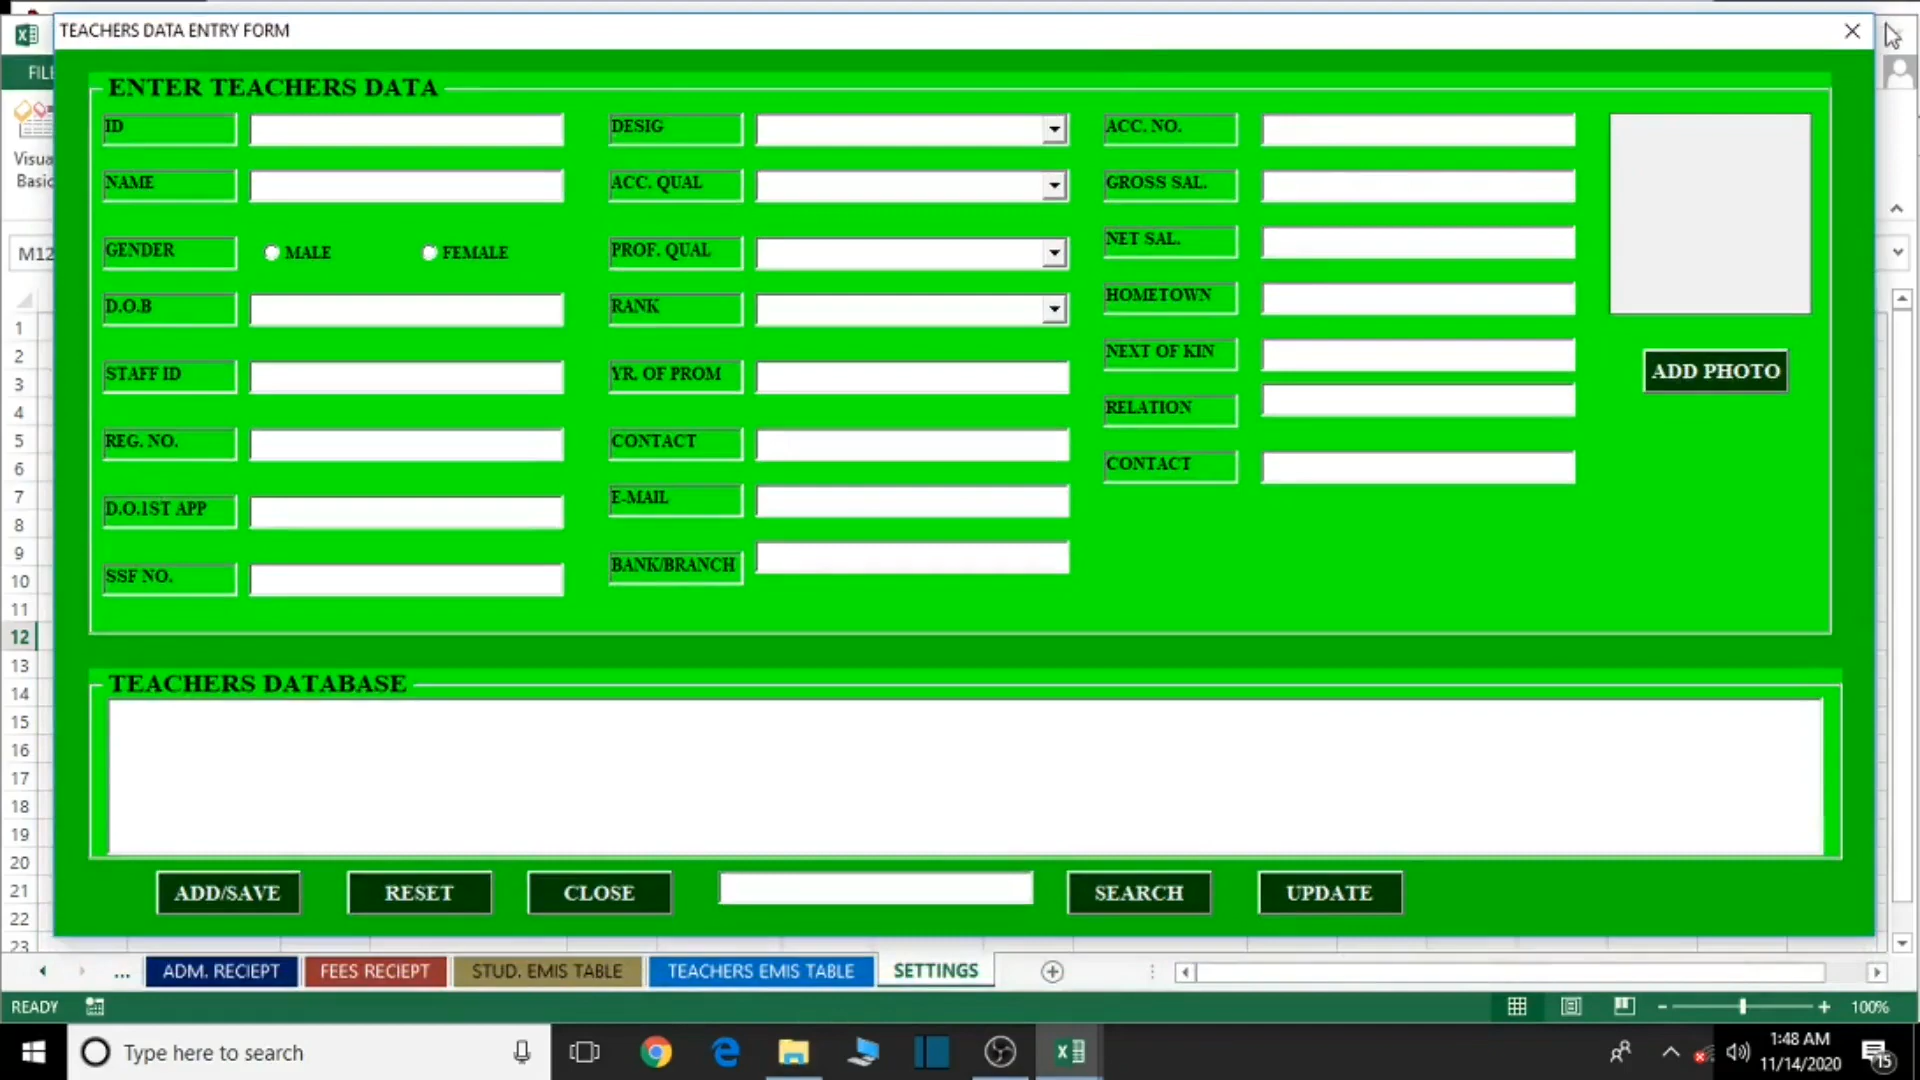 TEACHERS DATA ENTRY FORM
FILE
Visual
Basic
M12
ENTER TEACHERS DATA
ID
NAME
GENDER
MALE
FEMALE
D.O.B
STAFF ID
REG. NO.
D.O.1ST APP
SSF NO.
DESIG
ACC. QUAL
PROF. QUAL
RANK
YR. OF PROM
CONTACT
E-MAIL
BANK/BRANCH
ACC. NO.
GROSS SAL.
NET SAL.
HOMETOWN
NEXT OF KIN
RELATION
CONTACT
ADD PHOTO
1
2
3
4
5
6
7
8
9
10
11
12
13
14
15
16
17
18
19
20
21
22
23
TEACHERS DATABASE
ADD/SAVE
RESET
CLOSE
SEARCH
UPDATE
...
ADM. RECIEPT
FEES RECIEPT
STUD. EMIS TABLE
TEACHERS EMIS TABLE
SETTINGS
READY
100%
Type here to search
1:48 AM
11/14/2020
15